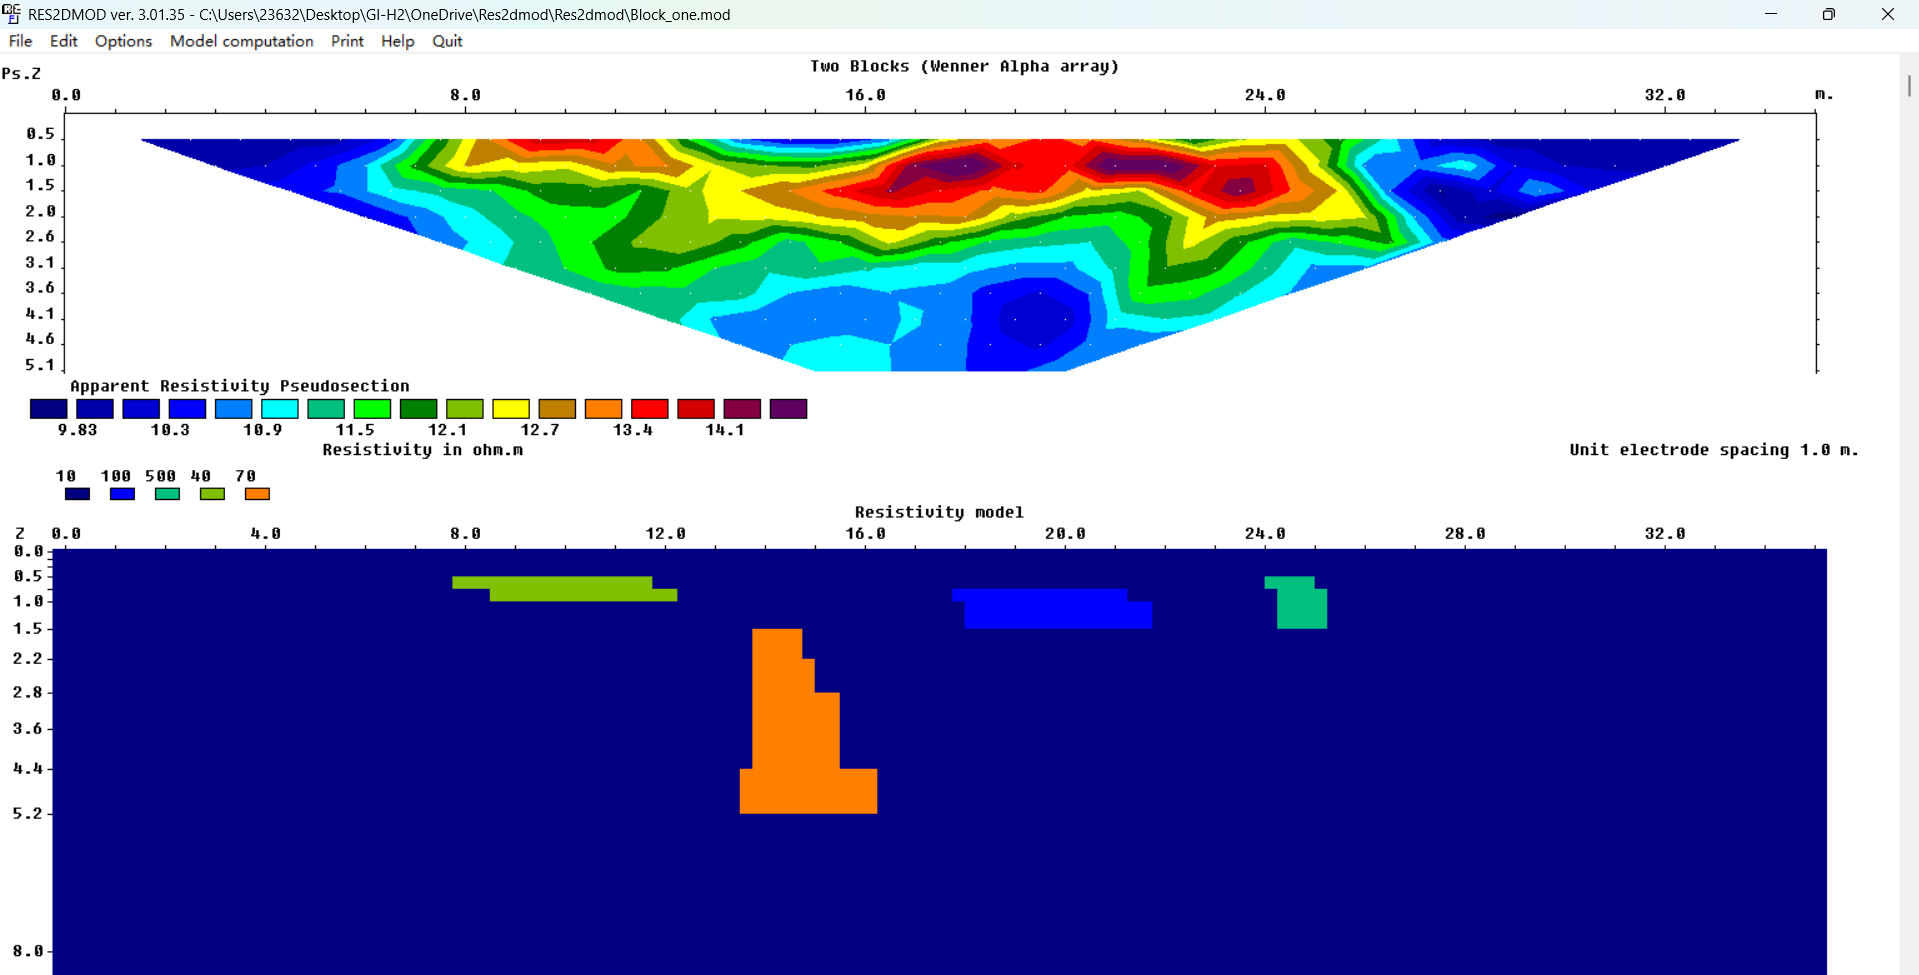 RES2DMOD ver. 3.01.35 - C:\Users\23632\Desktop\GI-H2\OneDrive\Res2dmod\Res2dmod\Block_one.mod
File Edit Options Model computation Print Help Quit
Two Blocks (Wenner Alpha array)
Ps.Z
0.0 8.0 16.0 24.0 32.0 m.
0.5
1.0
1.5
2.0
2.6
3.1
3.6
4.1
4.6
5.1
Apparent Resistivity Pseudosection
9.83 10.3 10.9 11.5 12.1 12.7 13.4 14.1
Resistivity in ohm.m
Unit electrode spacing 1.0 m.
10 100 500 40 70
Resistivity model
Z 0.0 4.0 8.0 12.0 16.0 20.0 24.0 28.0 32.0
0.0
0.5
1.0
1.5
2.2
2.8
3.6
4.4
5.2
8.0